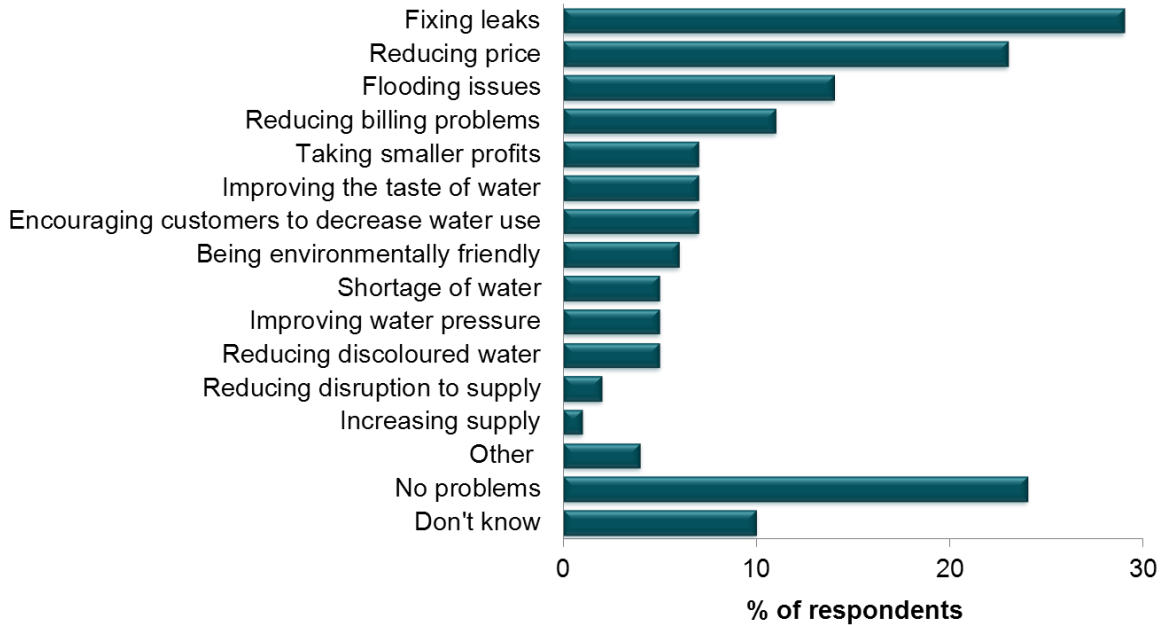 Fixing leaks
Reducing price
Flooding issues
Reducing billing problems
Taking smaller profits
Improving the taste of water
Encouraging customers to decrease water use
Being environmentally friendly
Shortage of water
Improving water pressure
Reducing discoloured water
Reducing disruption to supply
Increasing supply
Other
No problems
Don't know
0 10 20 30
% of respondents